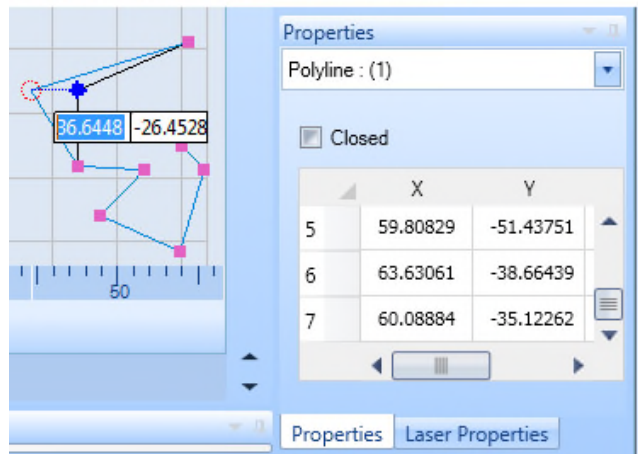 Properties
Polyline : (1)
36.6448 -26.4528
Closed
X Y
5 59.80829 -51.43751
6 63.63061 -38.66439
7 60.08884 -35.12262
50
Properties Laser Properties